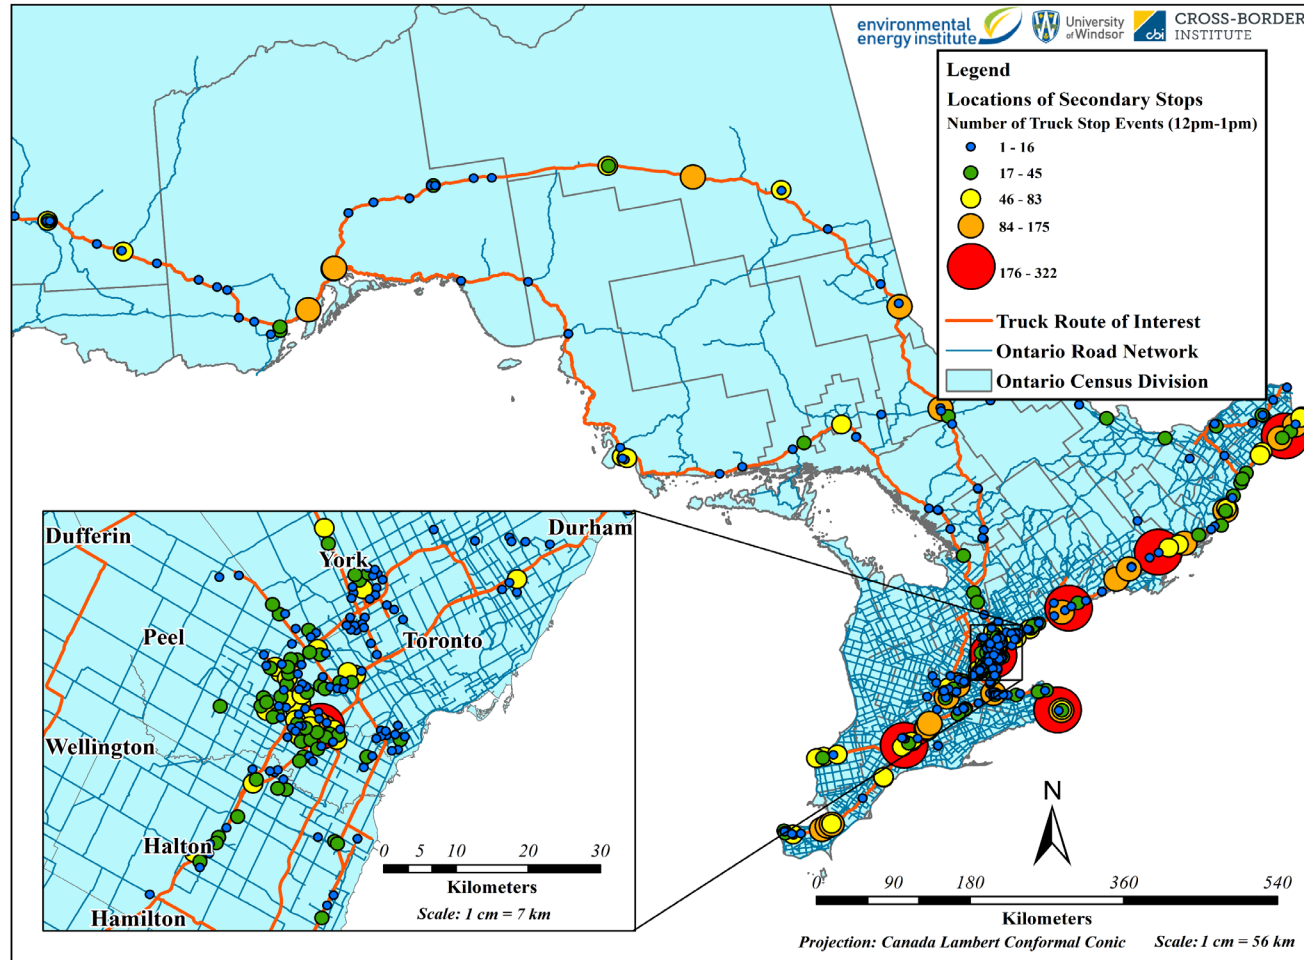 environmental
energy institute
University
of Windsor
cbi
CROSS-BORDER
INSTITUTE
Legend
Locations of Secondary Stops
Number of Truck Stop Events (12pm-1pm)
1 - 16
17 - 45
46 - 83
84 - 175
176 - 322
Truck Route of Interest
Ontario Road Network
Ontario Census Division
Dufferin
York
Durham
Peel
Toronto
Wellington
Halton
Hamilton
0 5 10 20 30
Kilometers
Scale: 1 cm = 7 km
N
0 90 180 360 540
Kilometers
Projection: Canada Lambert Conformal Conic Scale: 1 cm = 56 km